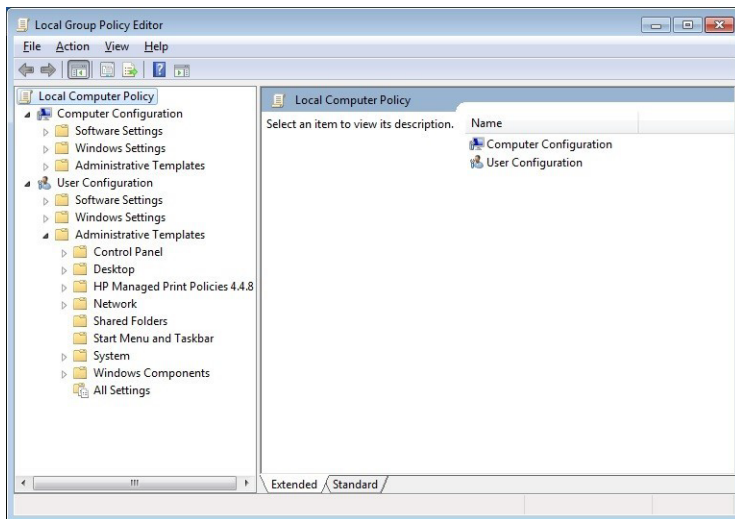 Local Group Policy Editor
File Action View Help
Local Computer Policy
Computer Configuration
Software Settings
Windows Settings
Administrative Templates
User Configuration
Software Settings
Windows Settings
Administrative Templates
Control Panel
Desktop
HP Managed Print Policies 4.4.8
Network
Shared Folders
Start Menu and Taskbar
System
Windows Components
All Settings
Local Computer Policy
Select an item to view its description.
Name
Computer Configuration
User Configuration
Extended Standard